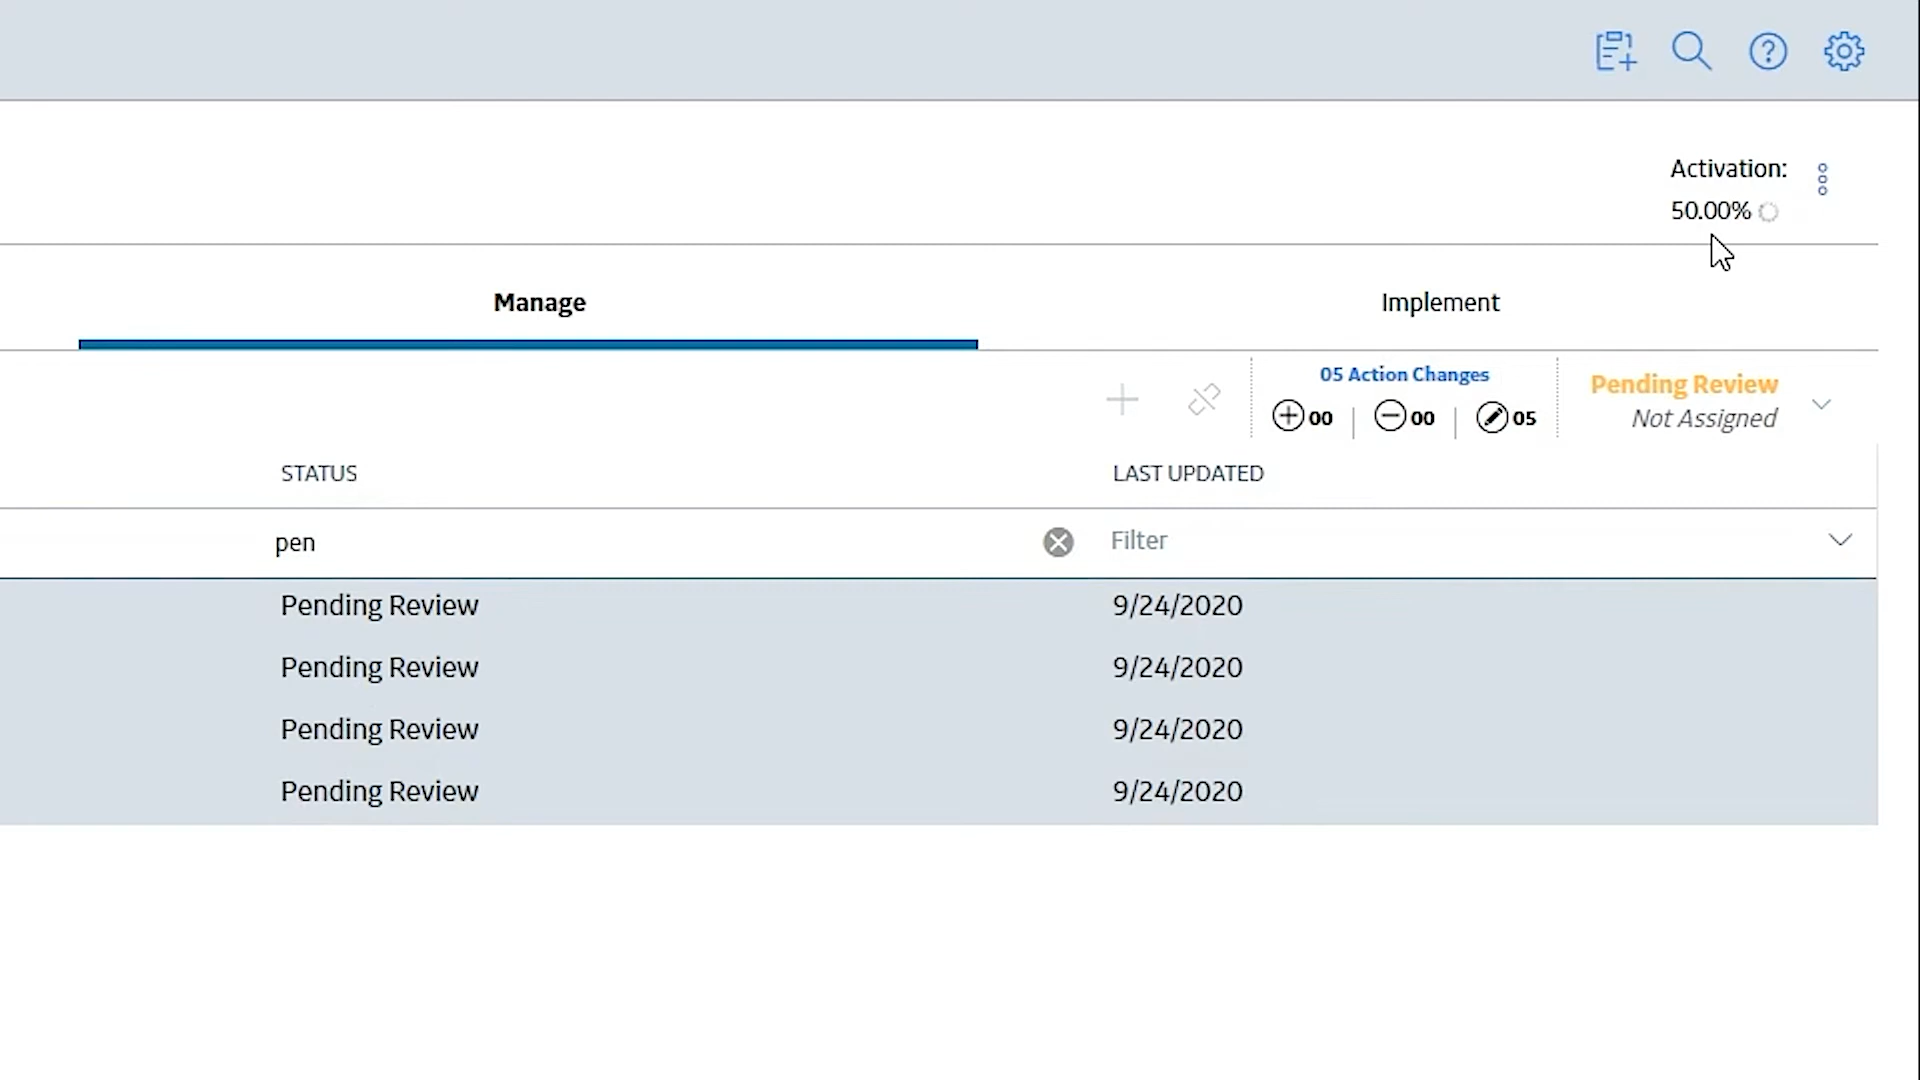 Activation:
50.00%
Manage Implement
05 Action Changes
00 | 00 | 05
Pending Review
Not Assigned
STATUS LAST UPDATED
pen Filter
Pending Review 9/24/2020
Pending Review 9/24/2020
Pending Review 9/24/2020
Pending Review 9/24/2020